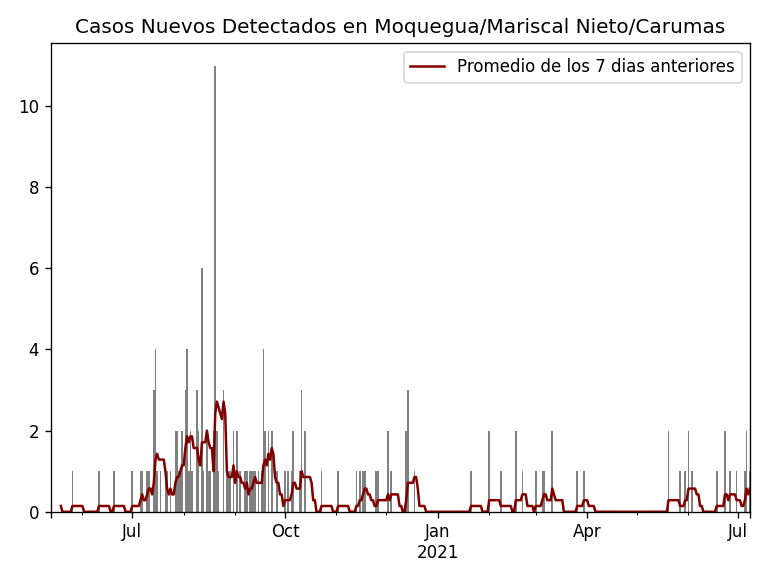 Casos Nuevos Detectados en Moquegua/Mariscal Nieto/Carumas
Promedio de los 7 dias anteriores
10
8
6
4
2
0
Jul
Oct
Jan
2021
Apr
Jul